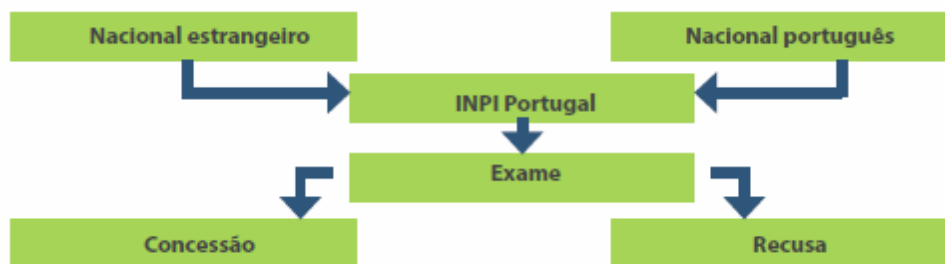 Nacional estrangeiro
Nacional português
INPI Portugal
Exame
Concessão
Recusa